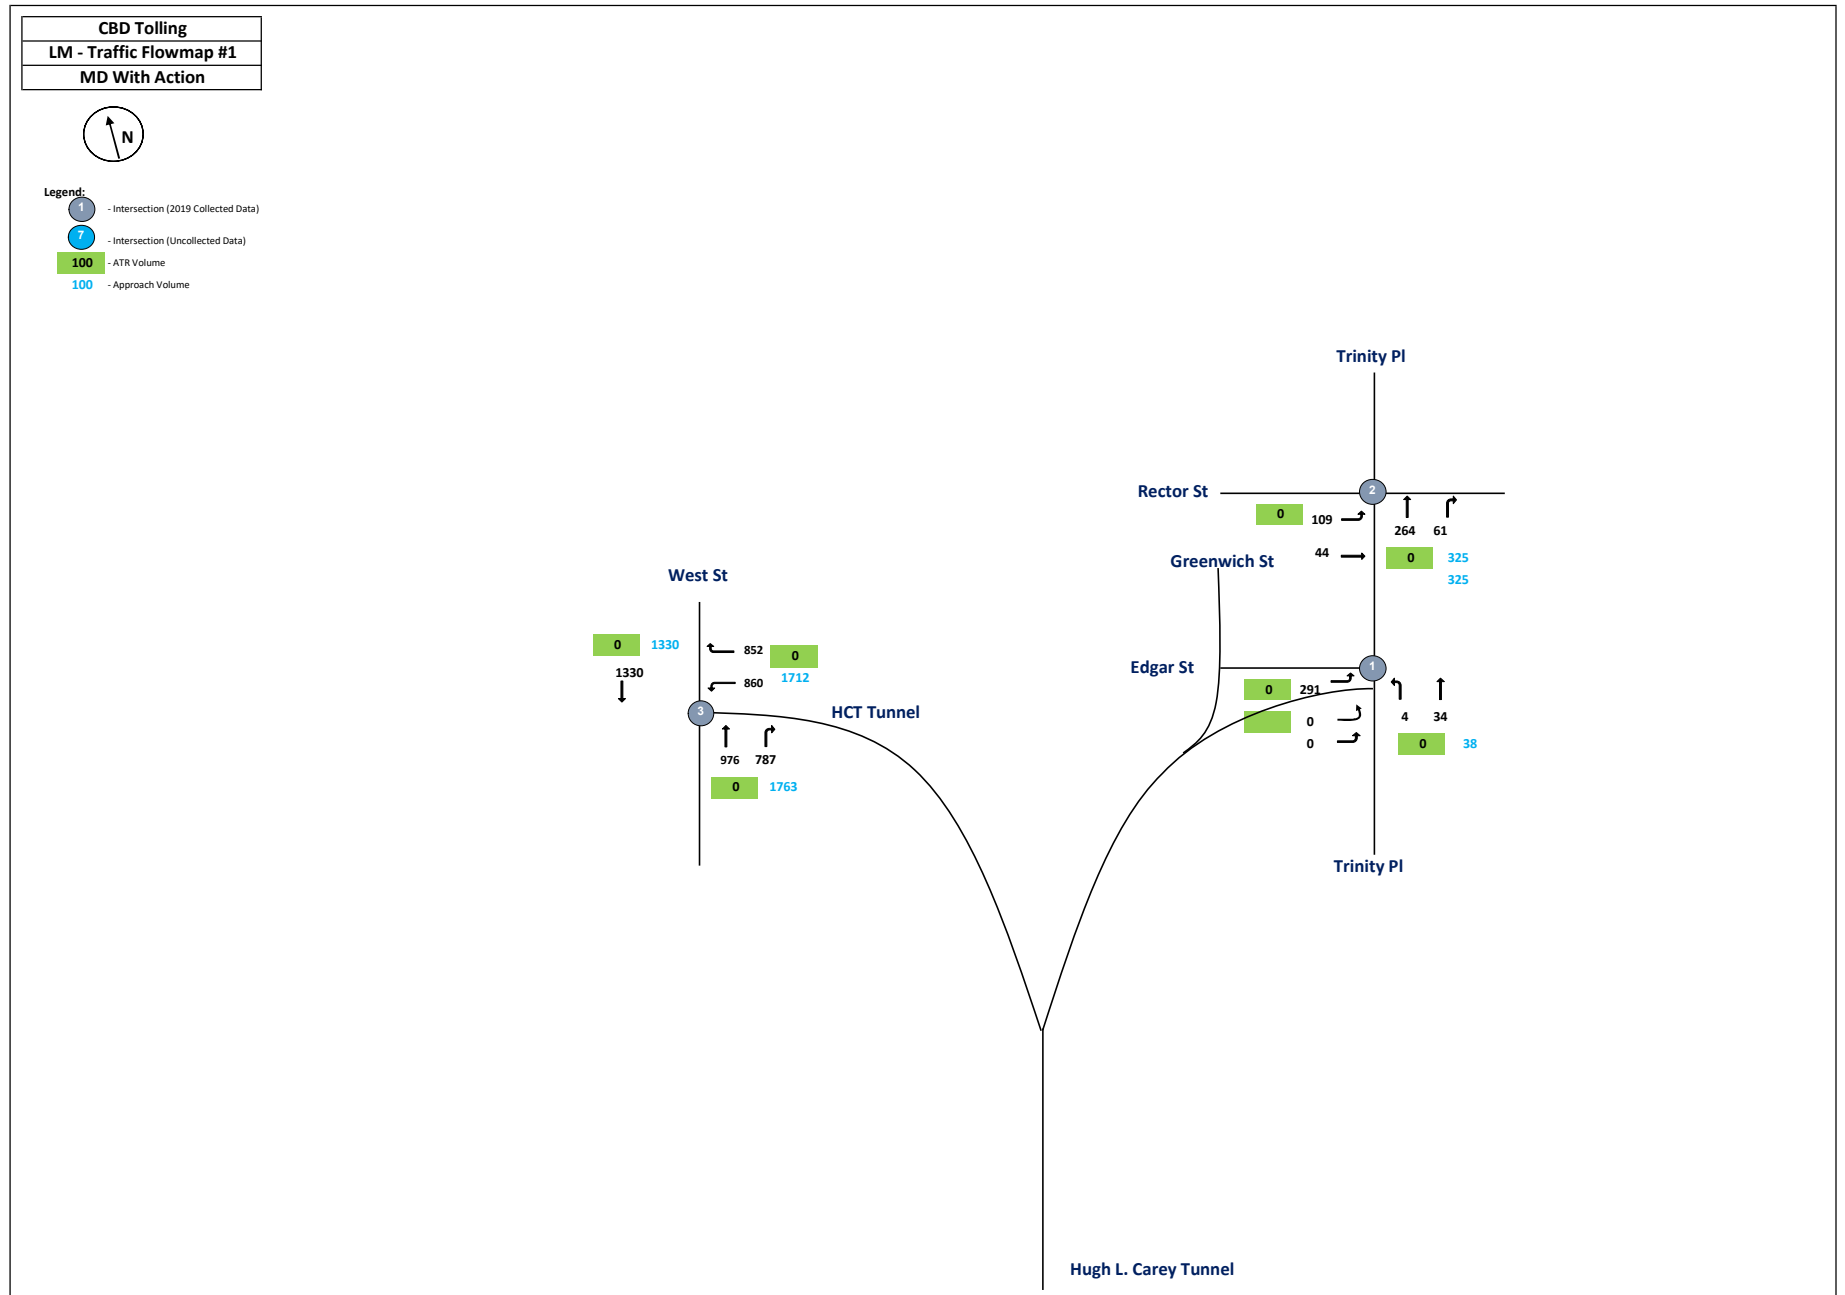 CBD Tolling
LM - Traffic Flowmap #1
MD With Action
N
Legend:
1 - Intersection (2019 Collected Data)
7 - Intersection (Uncollected Data)
100 - ATR Volume
100 - Approach Volume
Trinity Pl
Rector St
2
0 109
264 61
44
0 325
325
Greenwich St
West St
0 1330
852 0
1330
860 1712
3
HCT Tunnel
976 787
0 1763
Edgar St
1
0 291
0
0
4 34
0 38
Trinity Pl
Hugh L. Carey Tunnel